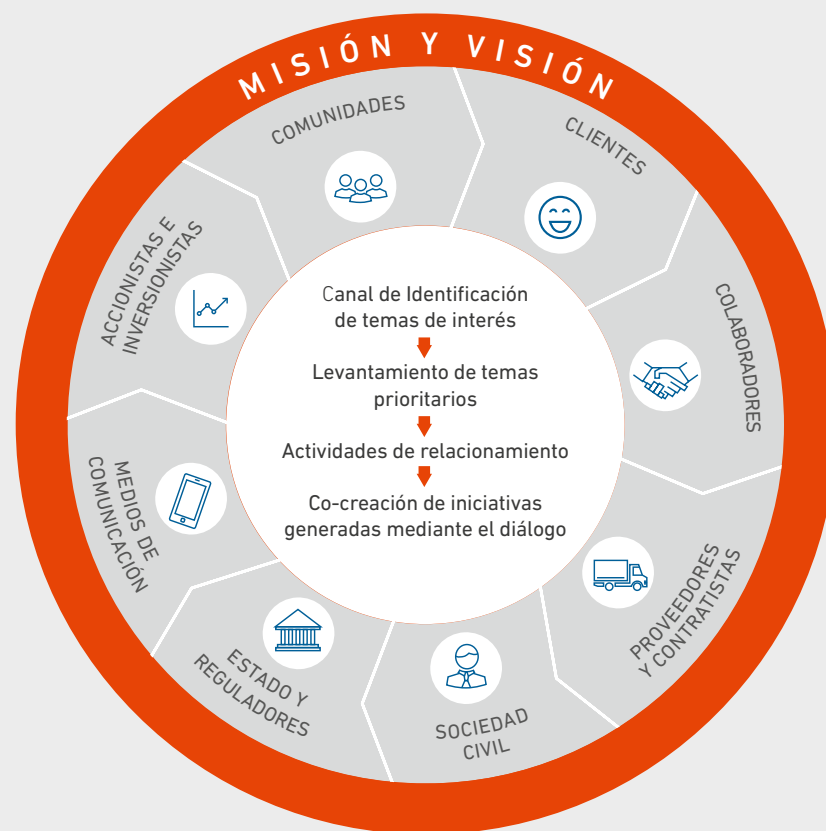 MISIÓN Y VISIÓN
COMUNIDADES
CLIENTES
COLABORADORES
PROVEEDORES
Y CONTRATISTAS
SOCIEDAD
CIVIL
ESTADO Y
REGULADORES
MEDIOS DE
COMUNICACIÓN
ACCIONISTAS E
INVERSIONISTAS
Canal de Identificación
de temas de interés
Levantamiento de temas
prioritarios
Actividades de relacionamiento
Co-creación de iniciativas
generadas mediante el diálogo